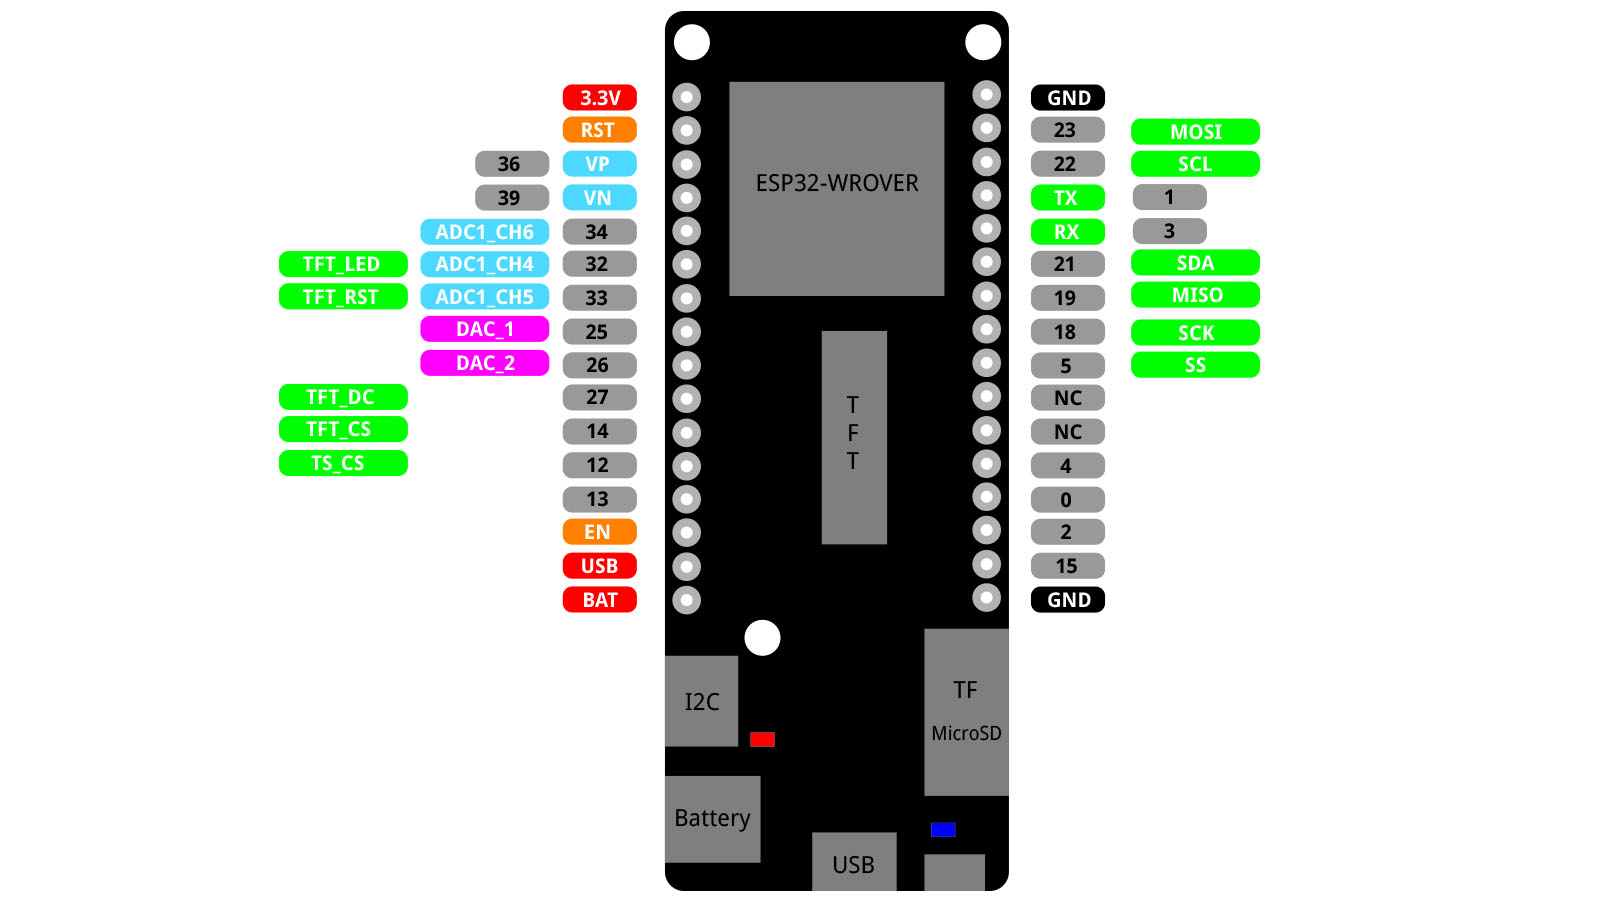 3.3V GND
RST 23 MOSI
36 VP ESP32-WROVER 22 SCL
39 VN TX 1
ADC1_CH6 34 RX 3
TFT_LED ADC1_CH4 32 21 SDA
TFT_RST ADC1_CH5 33 19 MISO
DAC_1 25 18 SCK
DAC_2 26 5 SS
TFT_DC 27 T NC
TFT_CS 14 F NC
TS_CS 12 T 4
13 0
EN 2
USB 15
BAT GND
I2C TF
MicroSD
Battery
USB